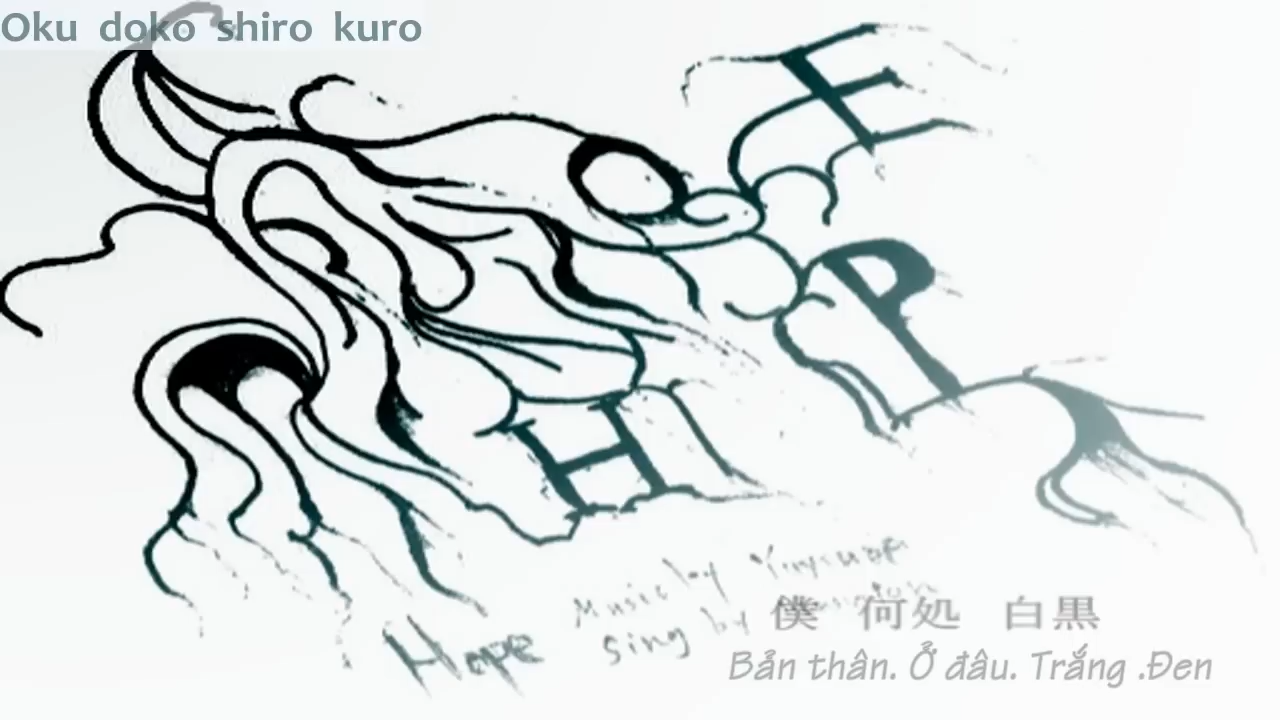 Oku doko shiro kuro
E
P
H
Music by
Hope
sing by
僕 何処 白黒
Bản thân. Ở đâu. Trắng .Đen